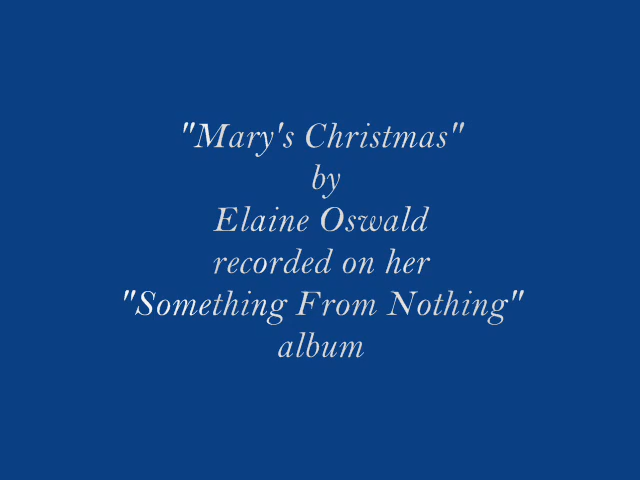 "Mary's Christmas"
by
Elaine Oswald
recorded on her
"Something From Nothing"
album